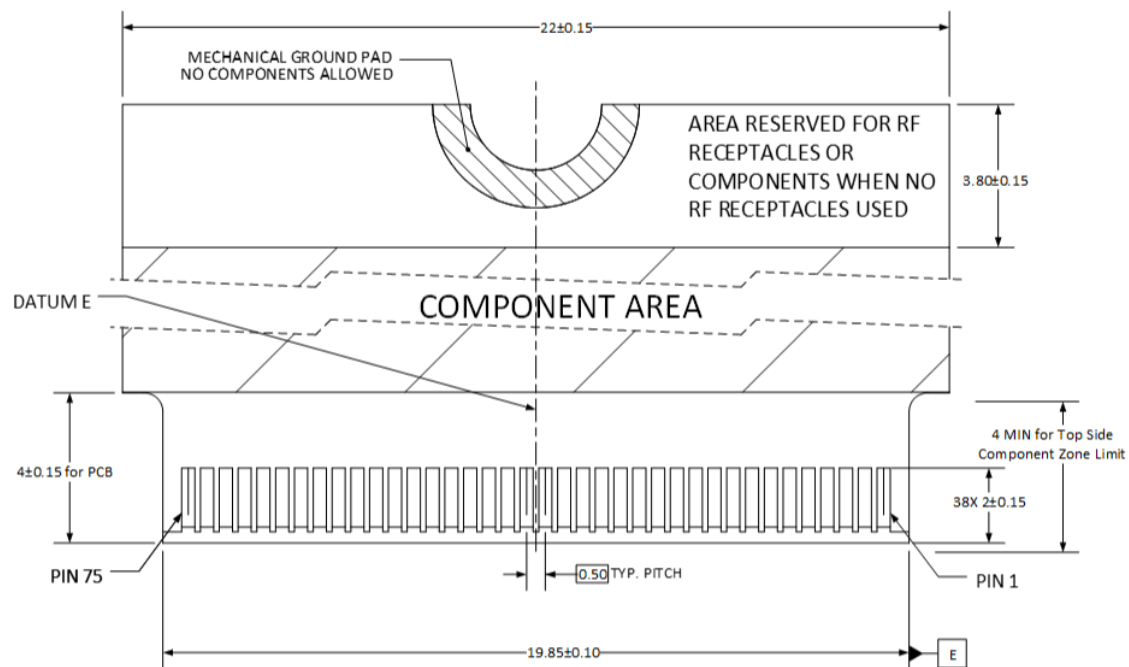 22±0.15
MECHANICAL GROUND PAD
NO COMPONENTS ALLOWED
AREA RESERVED FOR RF
RECEPTACLES OR
COMPONENTS WHEN NO
RF RECEPTACLES USED
3.80±0.15
DATUM E
COMPONENT AREA
4 MIN for Top Side
Component Zone Limit
4±0.15 for PCB
38X 2±0.15
PIN 75
0.50 TYP. PITCH
PIN 1
19.85±0.10
E